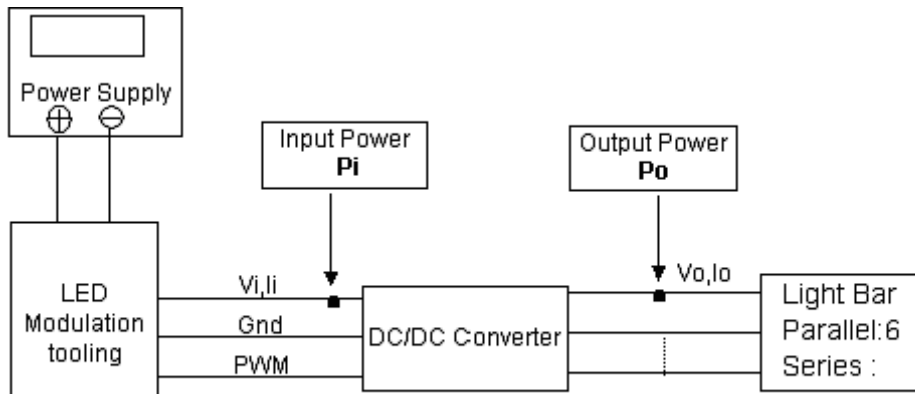 Power Supply
Input Power
Pi
Output Power
Po
LED
Modulation
tooling
Vi,Ii
Gnd
PWM
DC/DC Converter
Vo,Io
Light Bar
Parallel:6
Series :